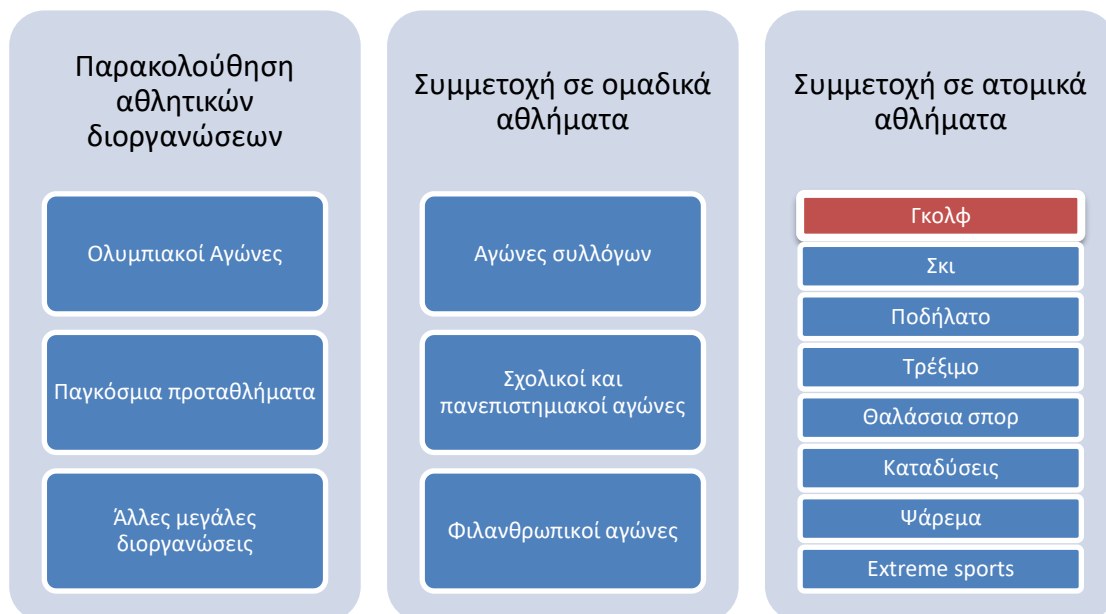 Παρακολούθηση
αθλητικών
διοργανώσεων
Ολυμπιακοί Αγώνες
Παγκόσμια προταθλήματα
Άλλες μεγάλες
διοργανώσεις
Συμμετοχή σε ομαδικά
αθλήματα
Αγώνες συλλόγων
Σχολικοί και
πανεπιστημιακοί αγώνες
Φιλανθρωπικοί αγώνες
Συμμετοχή σε ατομικά
αθλήματα
Γκολφ
Σκι
Ποδήλατο
Τρέξιμο
Θαλάσσια σπορ
Καταδύσεις
Ψάρεμα
Extreme sports